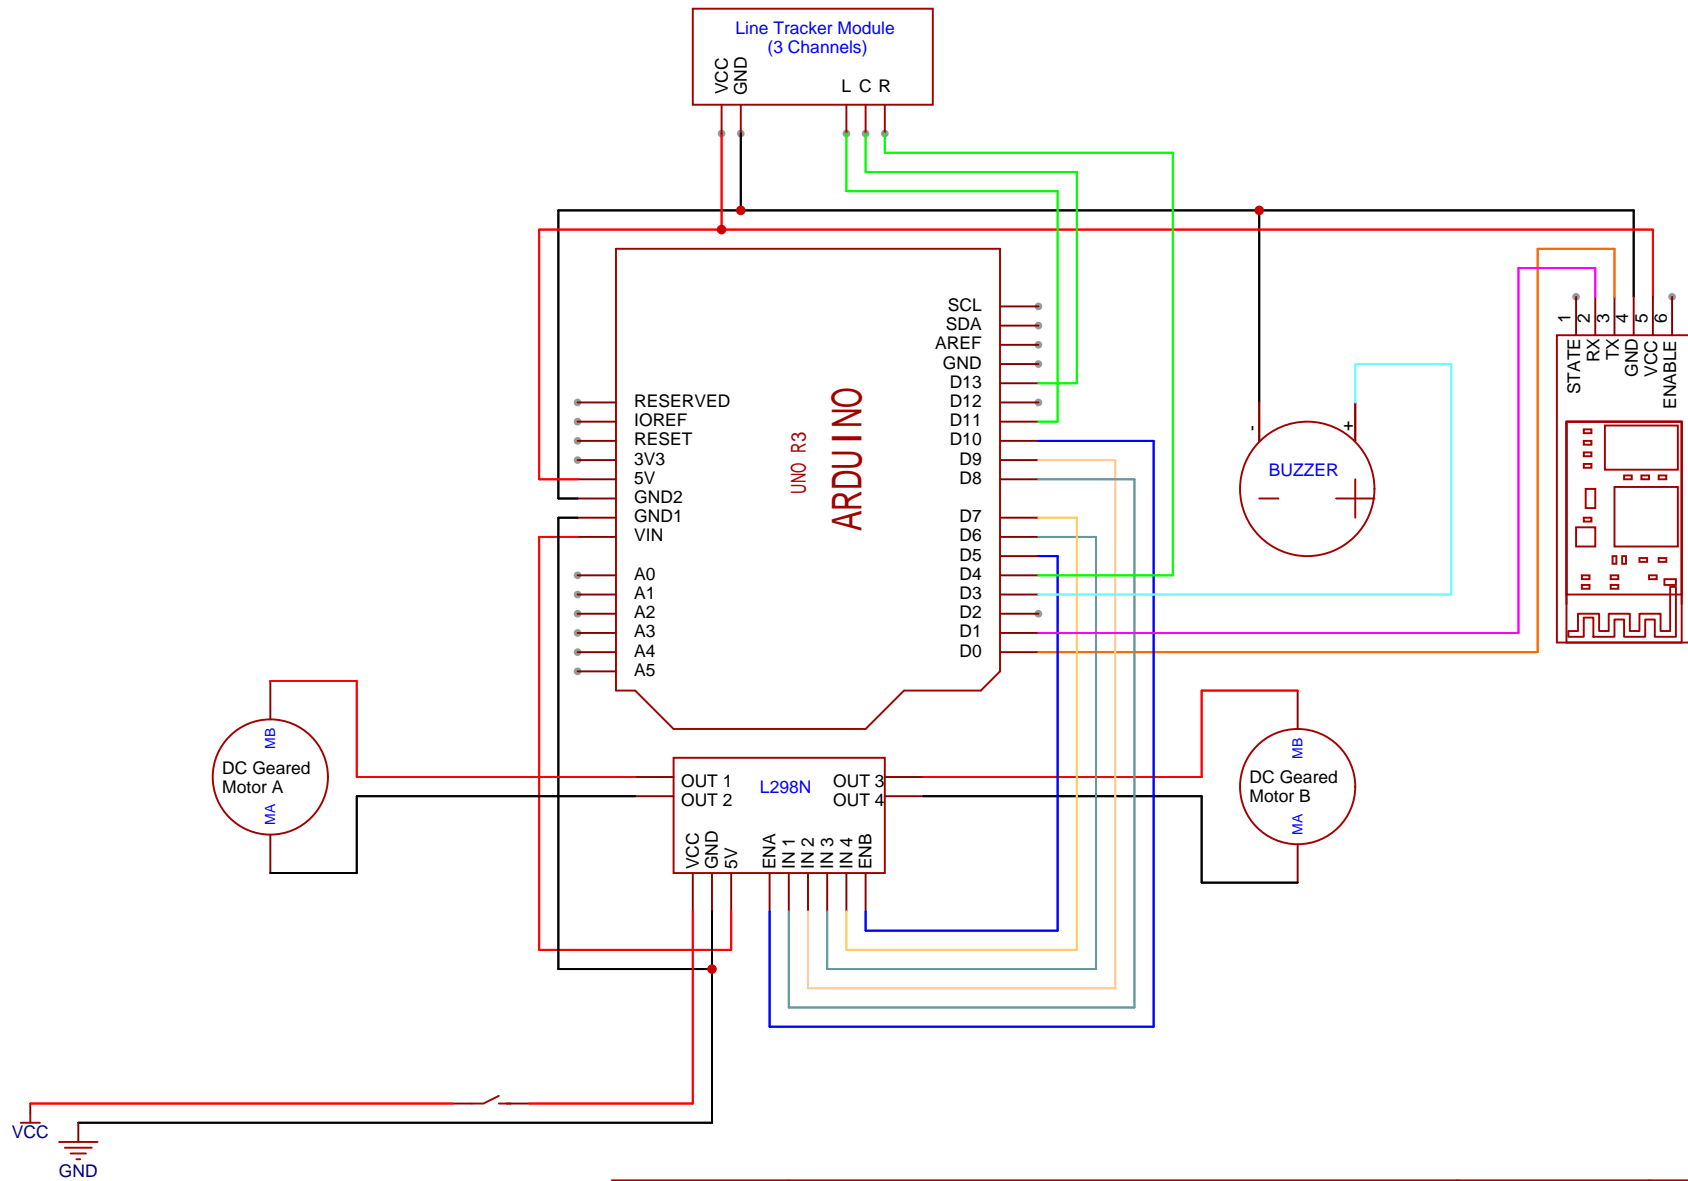 Line Tracker Module
(3 Channels)
VCC
GND
L C R
SCL
SDA
AREF
GND
D13
D12
D11
D10
D9
D8
D7
D6
D5
D4
D3
D2
D1
D0
RESERVED
IOREF
RESET
3V3
5V
GND2
GND1
VIN
A0
A1
A2
A3
A4
A5
UNO R3
ARDUINO
-
+
BUZZER
1
2
3
4
5
6
STATE
RX
TX
GND
VCC
ENABLE
MB
DC Geared
Motor A
MA
OUT 1
OUT 2
L298N
OUT 3
OUT 4
VCC
GND
5V
ENA
IN 1
IN 2
IN 3
IN 4
ENB
MB
DC Geared
Motor B
MA
VCC
GND